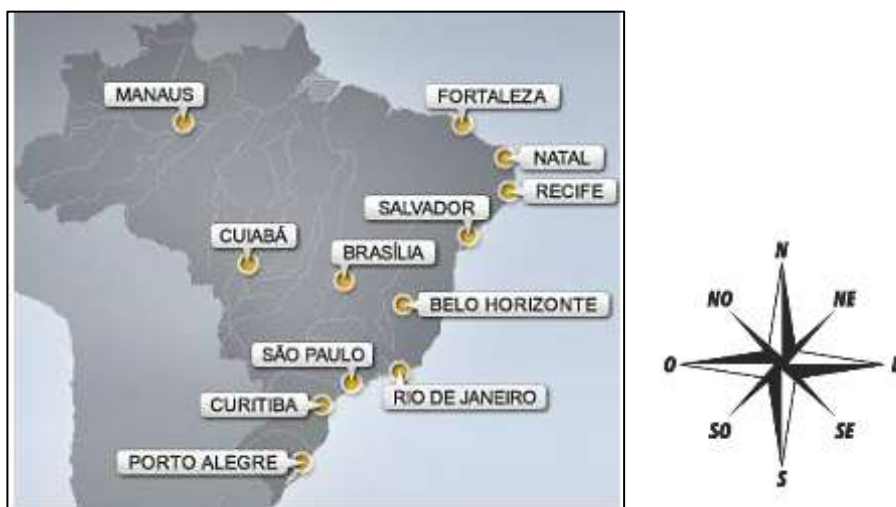 MANAUS
FORTALEZA
NATAL
RECIFE
SALVADOR
CUIABÁ
BRASÍLIA
BELO HORIZONTE
SÃO PAULO
RIO DE JANEIRO
CURITIBA
PORTO ALEGRE
N
NO
NE
O
SO
SE
S